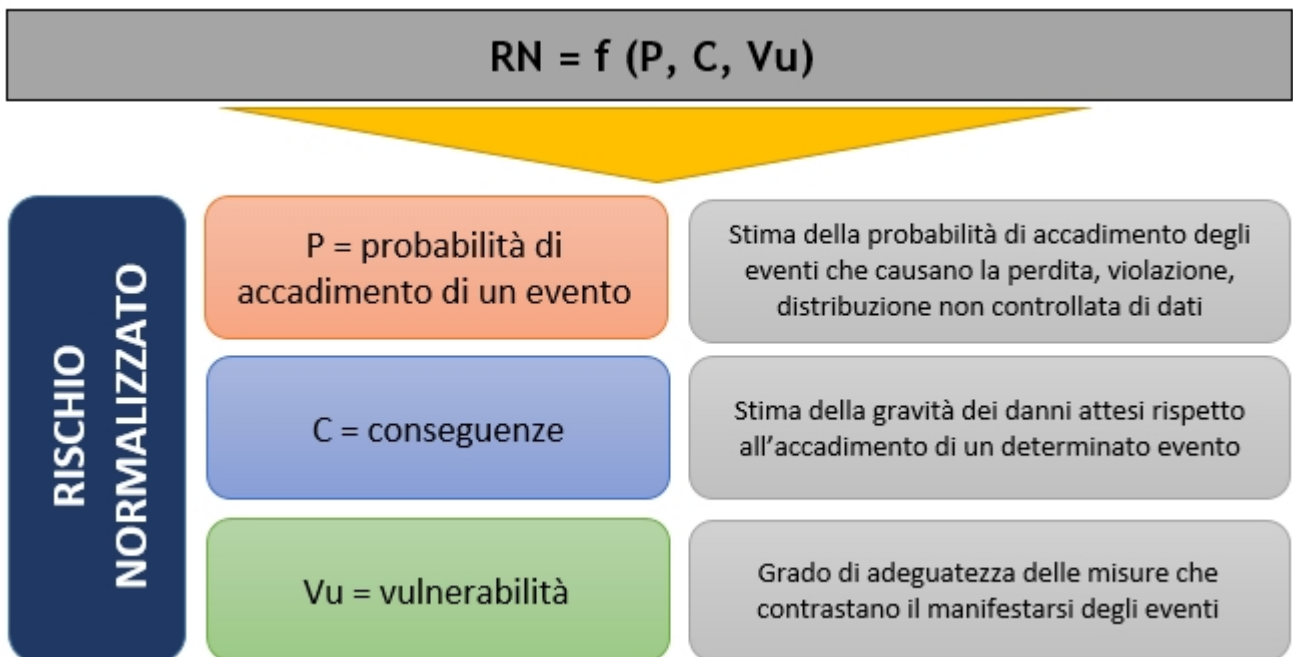 RN = f (P, C, Vu)
RISCHIO
NORMALIZZATO
P = probabilità di
accadimento di un evento
Stima della probabilità di accadimento degli
eventi che causano la perdita, violazione,
distribuzione non controllata di dati
C = conseguenze
Stima della gravità dei danni attesi rispetto
all’accadimento di un determinato evento
Vu = vulnerabilità
Grado di adeguatezza delle misure che
contrastano il manifestarsi degli eventi